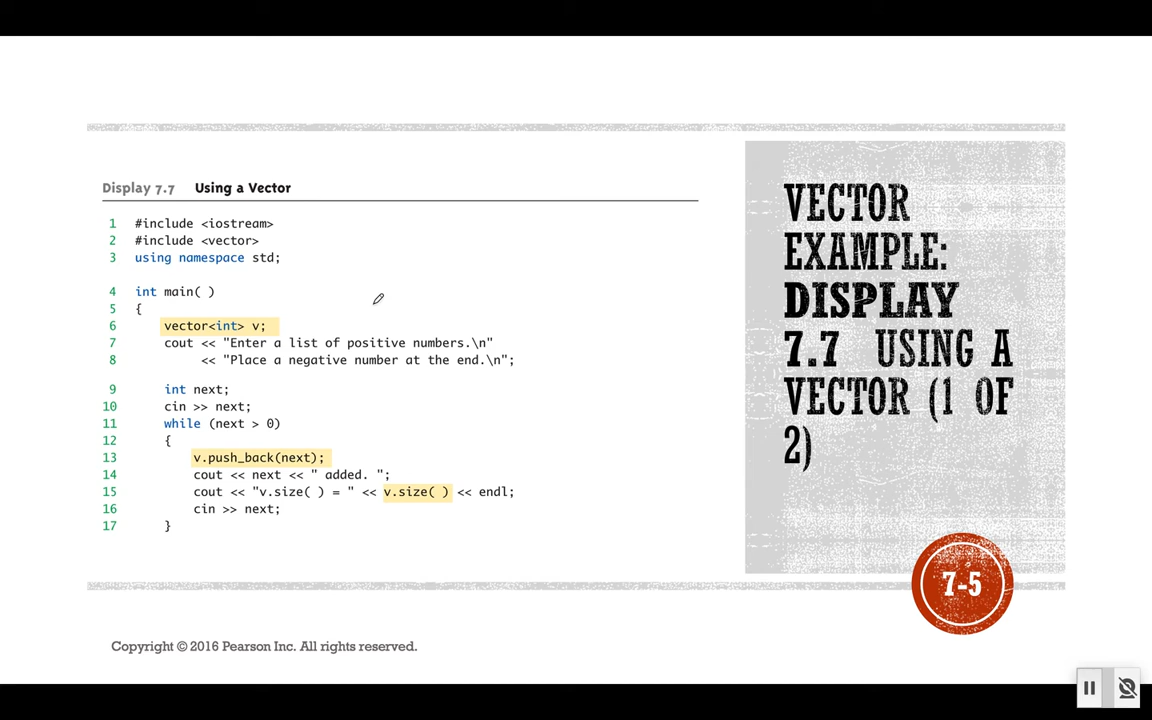 Display 7.7 Using a Vector
1 #include <iostream>
2 #include <vector>
3 using namespace std;
4 int main( )
5 {
6 vector<int> v;
7 cout << "Enter a list of positive numbers.\n"
8 << "Place a negative number at the end.\n";
9 int next;
10 cin >> next;
11 while (next > 0)
12 {
13 v.push_back(next);
14 cout << next << " added. ";
15 cout << "v.size( ) = " << v.size( ) << endl;
16 cin >> next;
17 }
VECTOR
EXAMPLE:
DISPLAY
7.7 USING A
VECTOR (1 OF
2)
7-5
Copyright © 2016 Pearson Inc. All rights reserved.